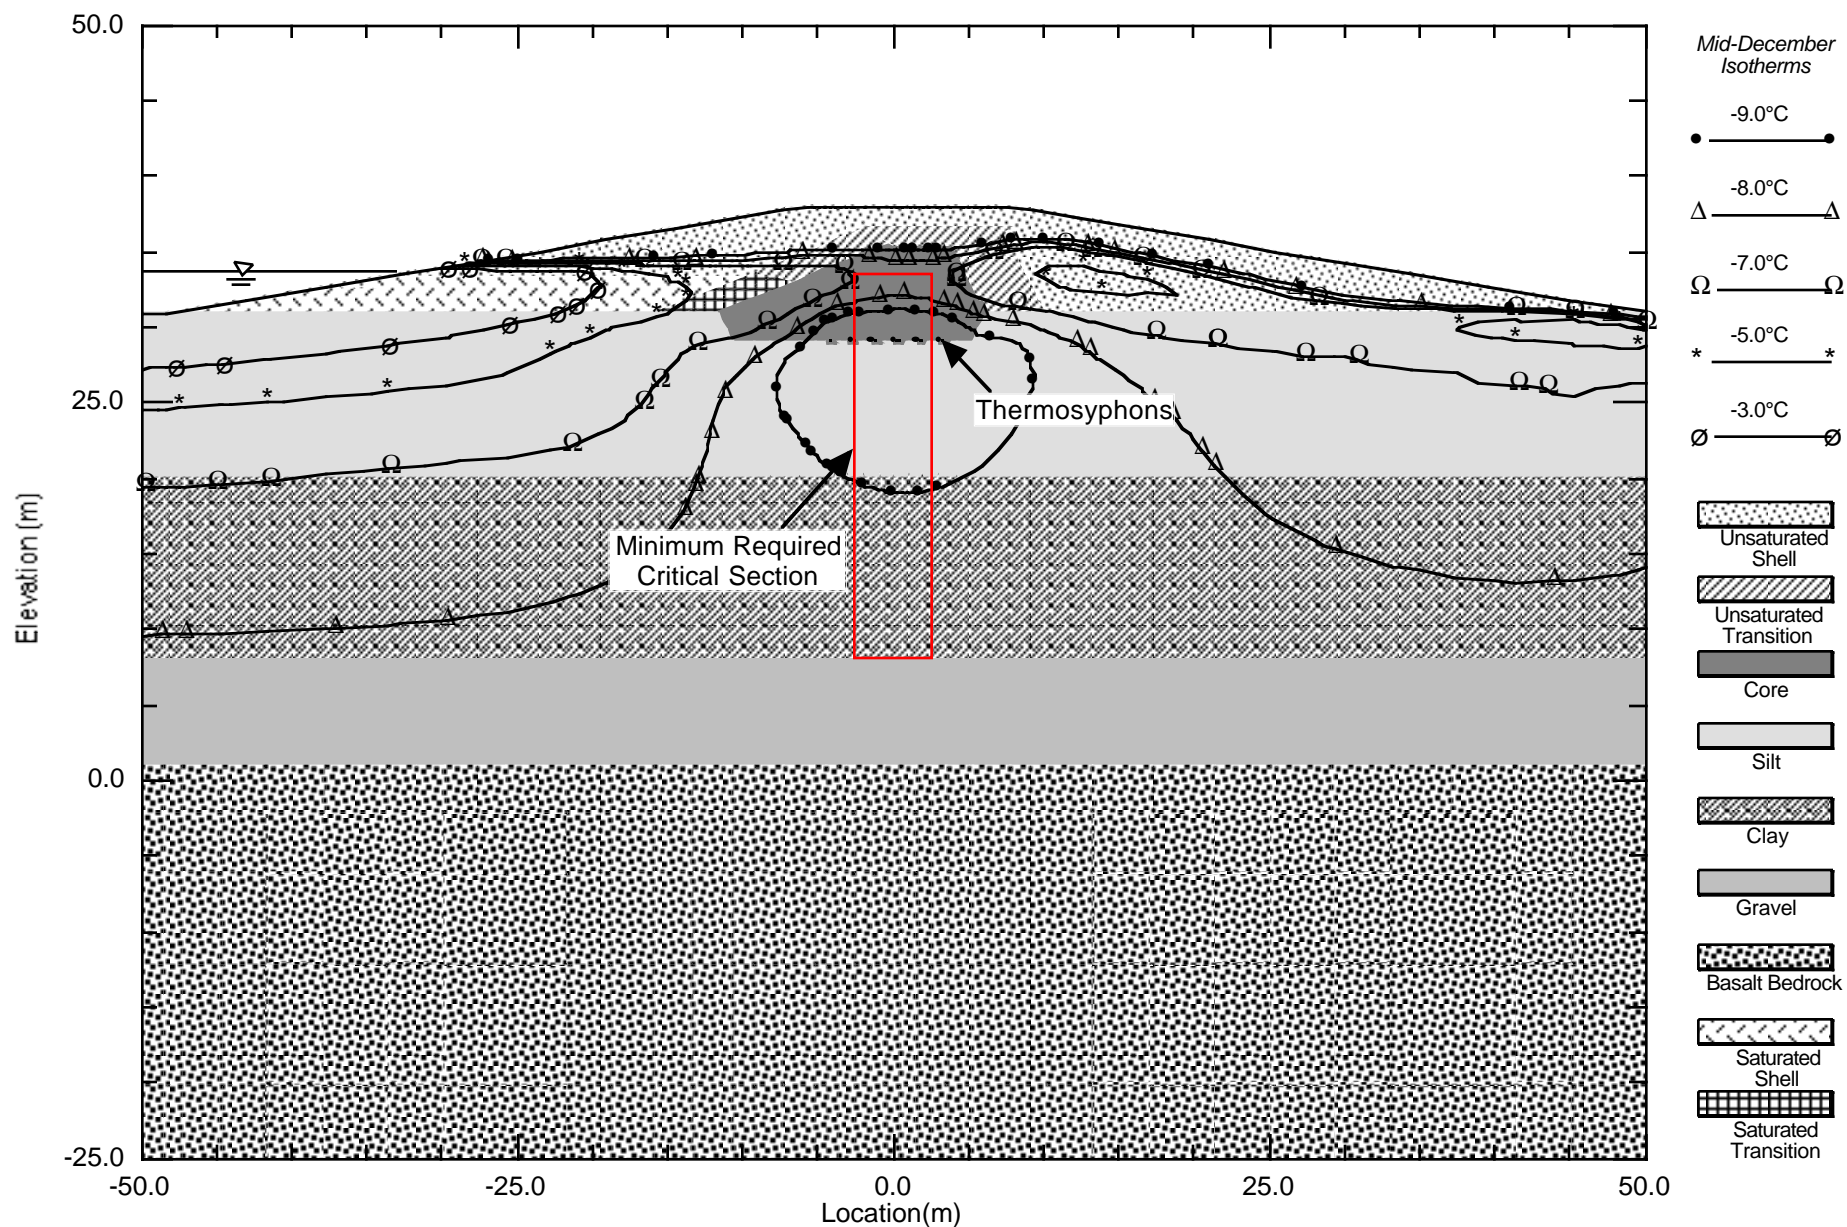 50.0
25.0
0.0
-25.0
-50.0
-25.0
0.0
25.0
50.0
Elevation (m)
Location(m)
Thermosyphons
Minimum Required
Critical Section
Mid-December
Isotherms
-9.0°C
-8.0°C
Δ Δ
-7.0°C
Ω Ω
-5.0°C
* *
-3.0°C
Ø Ø
Unsaturated
Shell
Unsaturated
Transition
Core
Silt
Clay
Gravel
Basalt Bedrock
Saturated
Shell
Saturated
Transition